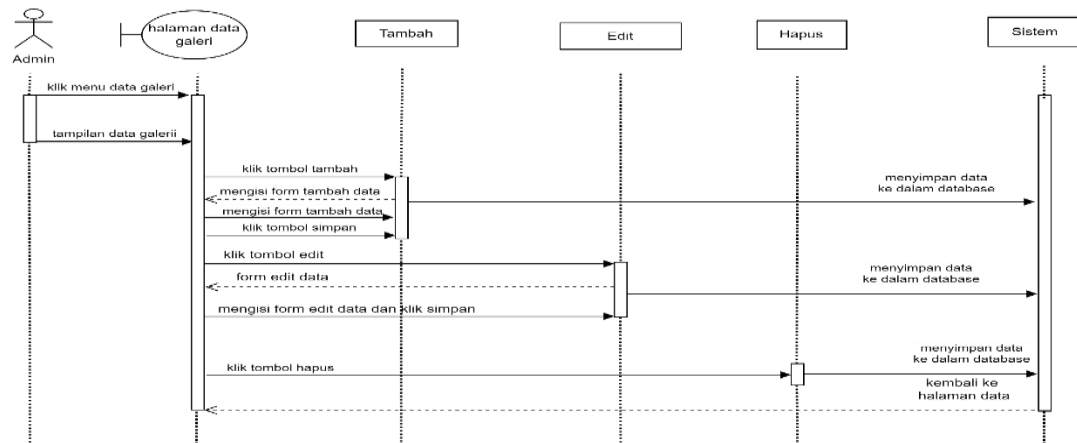 halaman data
galeri
Tambah
Edit
Hapus
Sistem
Admin
klik menu data galeri
tampilan data galerii
klik tombol tambah
mengisi form tambah data
menyimpan data
ke dalam database
mengisi form tambah data
klik tombol simpan
klik tombol edit
form edit data
menyimpan data
ke dalam database
mengisi form edit data dan klik simpan
menyimpan data
ke dalam database
klik tombol hapus
kembali ke
halaman data